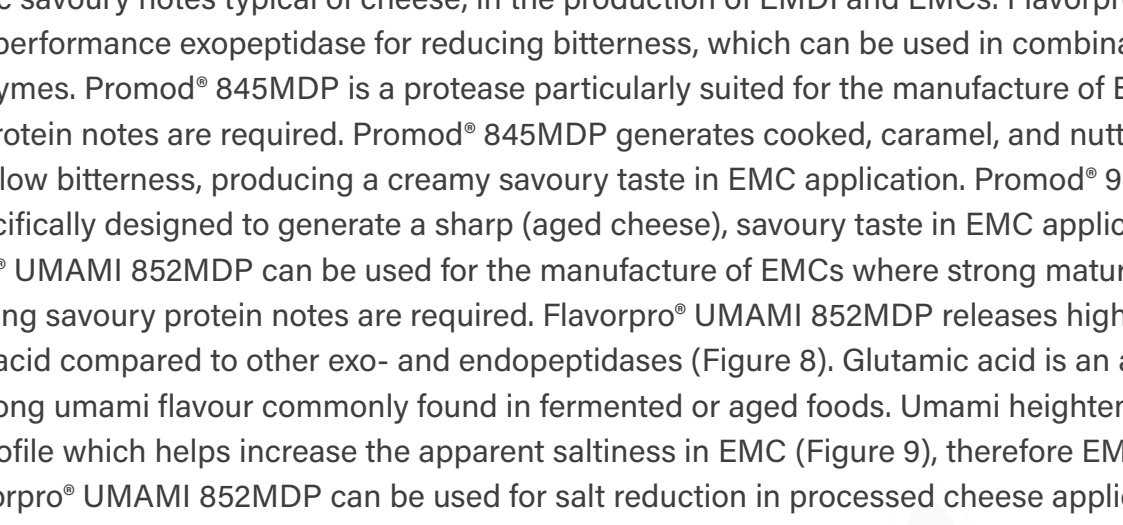 c savoury notes typical of cheese, in the production of EMDI and EMCs. Flavorpr
performance exopeptidase for reducing bitterness, which can be used in combina
ymes. Promod® 845MDP is a protease particularly suited for the manufacture of E
rotein notes are required. Promod® 845MDP generates cooked, caramel, and nutt
low bitterness, producing a creamy savoury taste in EMC application. Promod® 9
cifically designed to generate a sharp (aged cheese), savoury taste in EMC applic
® UMAMI 852MDP can be used for the manufacture of EMCs where strong matur
ng savoury protein notes are required. Flavorpro® UMAMI 852MDP releases high
acid compared to other exo- and endopeptidases (Figure 8). Glutamic acid is an a
ong umami flavour commonly found in fermented or aged foods. Umami heighten
ofile which helps increase the apparent saltiness in EMC (Figure 9), therefore EM
orpro® UMAMI 852MDP can be used for salt reduction in processed cheese appli